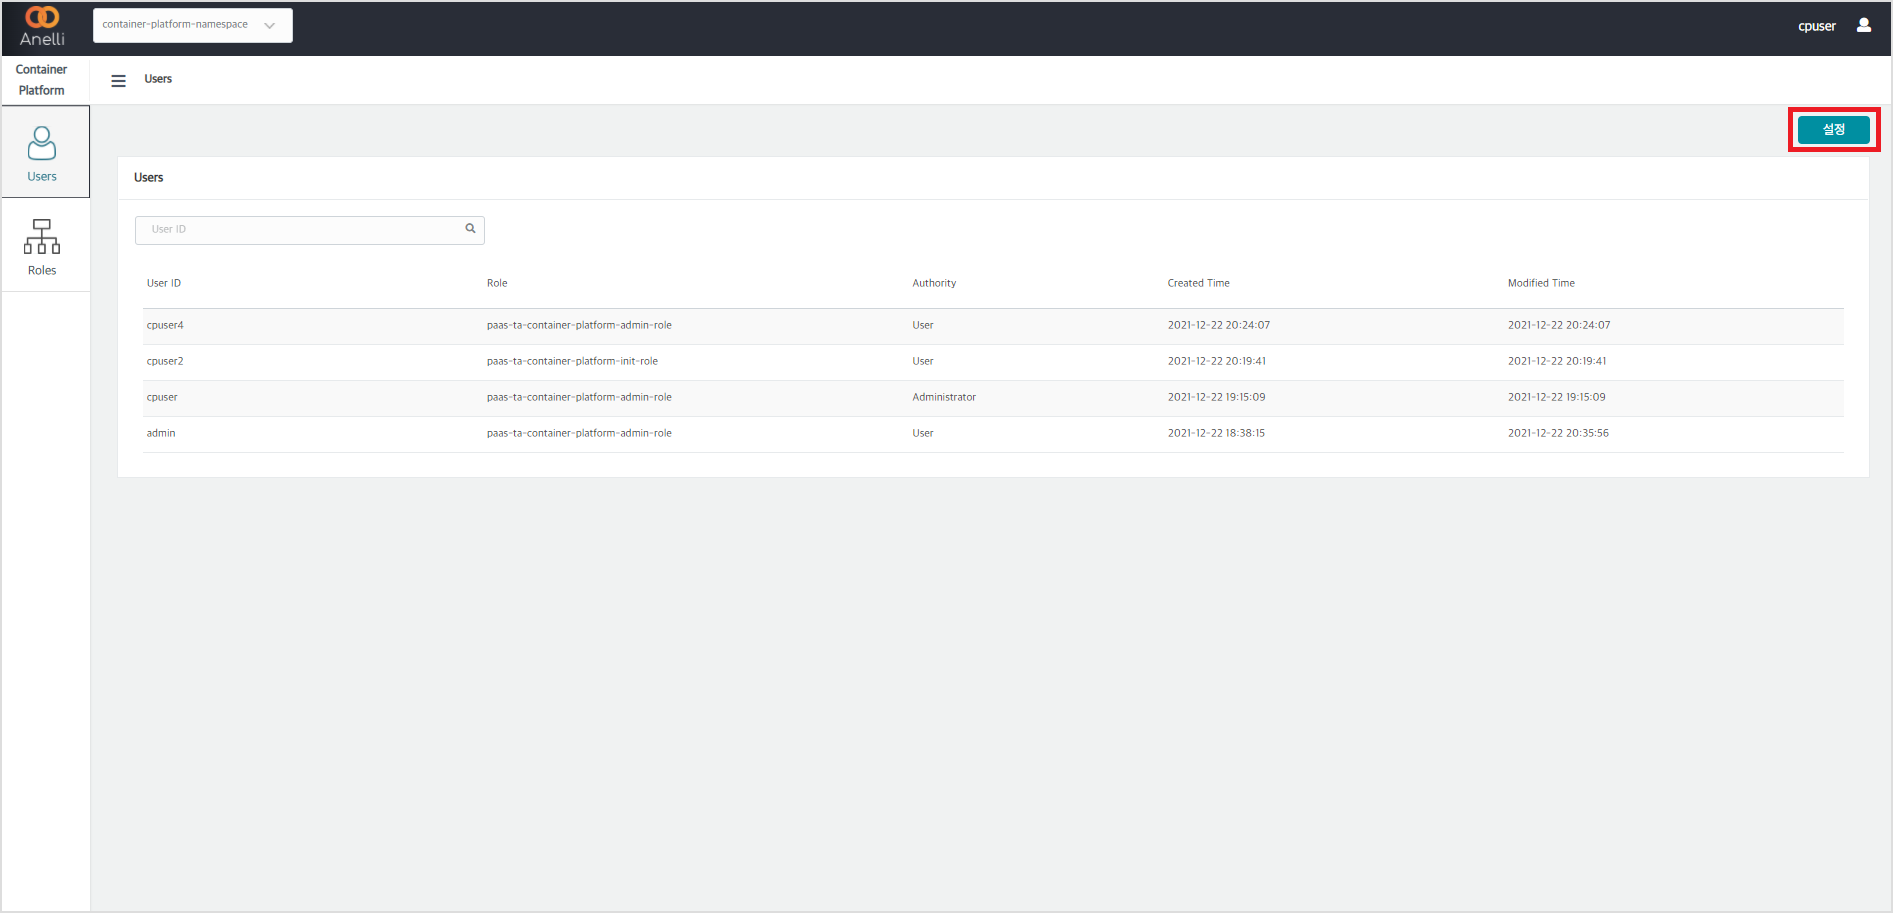 Anelli
container-platform-namespace
cpuser
Container
Platform
Users
설정
Users
Roles
Users
User ID
User ID Role Authority Created Time Modified Time
cpuser4 paas-ta-container-platform-admin-role User 2021-12-22 20:24:07 2021-12-22 20:24:07
cpuser2 paas-ta-container-platform-init-role User 2021-12-22 20:19:41 2021-12-22 20:19:41
cpuser paas-ta-container-platform-admin-role Administrator 2021-12-22 19:15:09 2021-12-22 19:15:09
admin paas-ta-container-platform-admin-role User 2021-12-22 18:38:15 2021-12-22 20:35:56